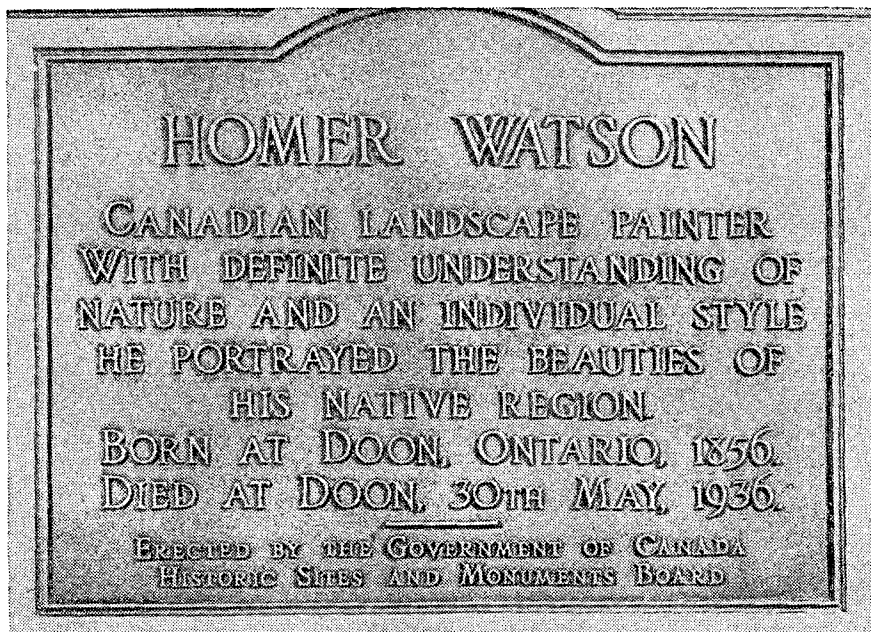 HOMER WATSON
CANADIAN LANDSCAPE PAINTER
WITH DEFINITE UNDERSTANDING OF
NATURE AND AN INDIVIDUAL STYLE
HE PORTRAYED THE BEAUTIES OF
HIS NATIVE REGION.
BORN AT DOON, ONTARIO, 1856.
DIED AT DOON, 30TH MAY, 1936.
ERECTED BY THE GOVERNMENT OF CANADA
HISTORIC SITES AND MONUMENTS BOARD